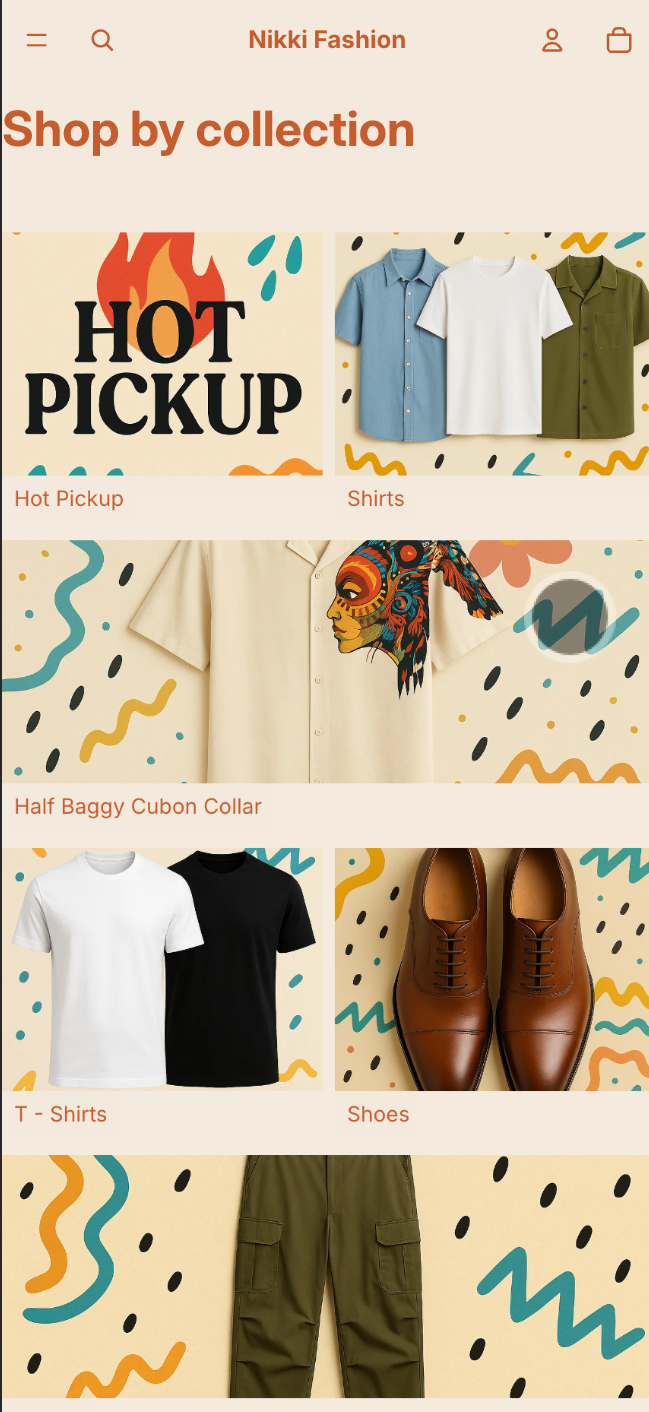 Nikki Fashion
Shop by collection
HOT
PICKUP
Hot Pickup
Shirts
Half Baggy Cubon Collar
T - Shirts
Shoes